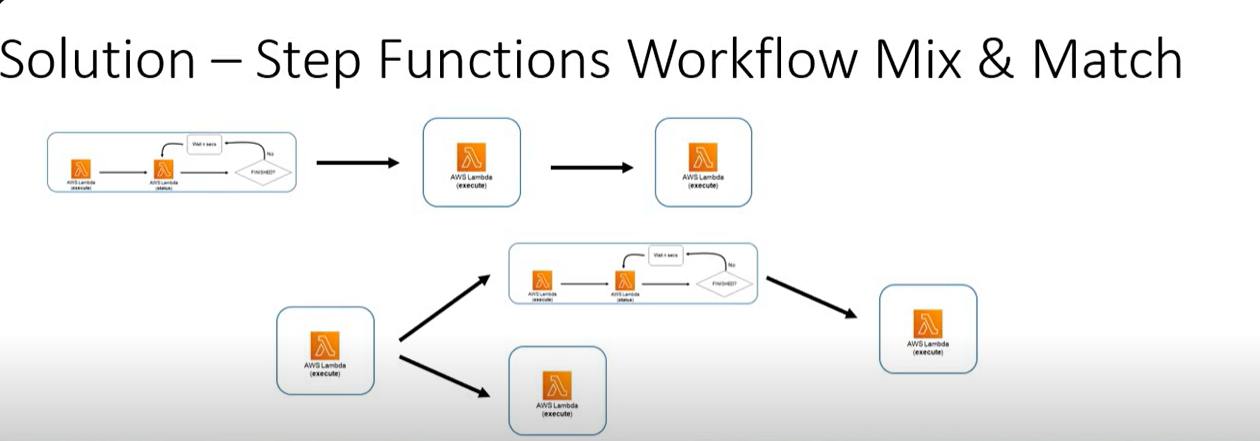 Solution – Step Functions Workflow Mix & Match
Wait n secs
No
FINISHED?
AWS Lambda
(execute)
AWS Lambda
(status)
AWS Lambda
(execute)
AWS Lambda
(execute)
Wait n secs
No
FINISHED?
AWS Lambda
(execute)
AWS Lambda
(status)
AWS Lambda
(execute)
AWS Lambda
(execute)
AWS Lambda
(execute)